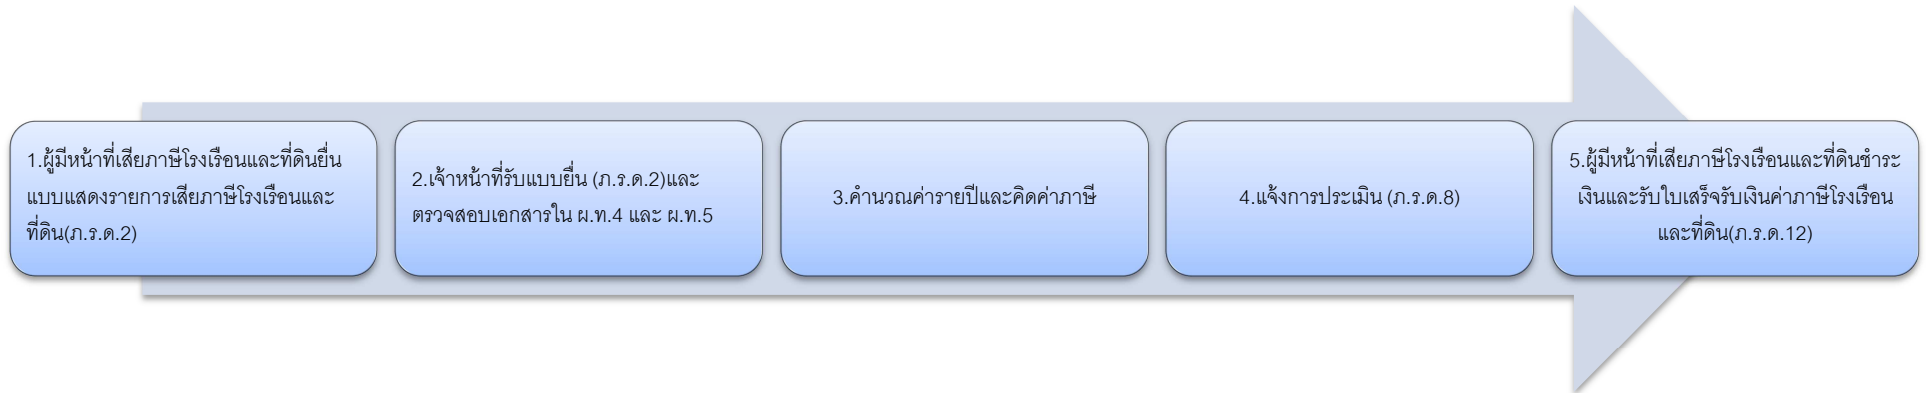 1.ผู้มีหน้าที่เสียภาษีโรงเรือนและที่ดินยื่น
แบบแสดงรายการเสียภาษีโรงเรือนและ
ที่ดิน(ภ.ร.ด.2)
2.เจ้าหน้าที่รับแบบยื่น (ภ.ร.ด.2)และ
ตรวจสอบเอกสารใน ผ.ท.4 และ ผ.ท.5
3.คำนวณค่ารายปีและคิดค่าภาษี
4.แจ้งการประเมิน (ภ.ร.ด.8)
5.ผู้มีหน้าที่เสียภาษีโรงเรือนและที่ดินชำระ
เงินและรับใบเสร็จรับเงินค่าภาษีโรงเรือน
และที่ดิน(ภ.ร.ด.12)